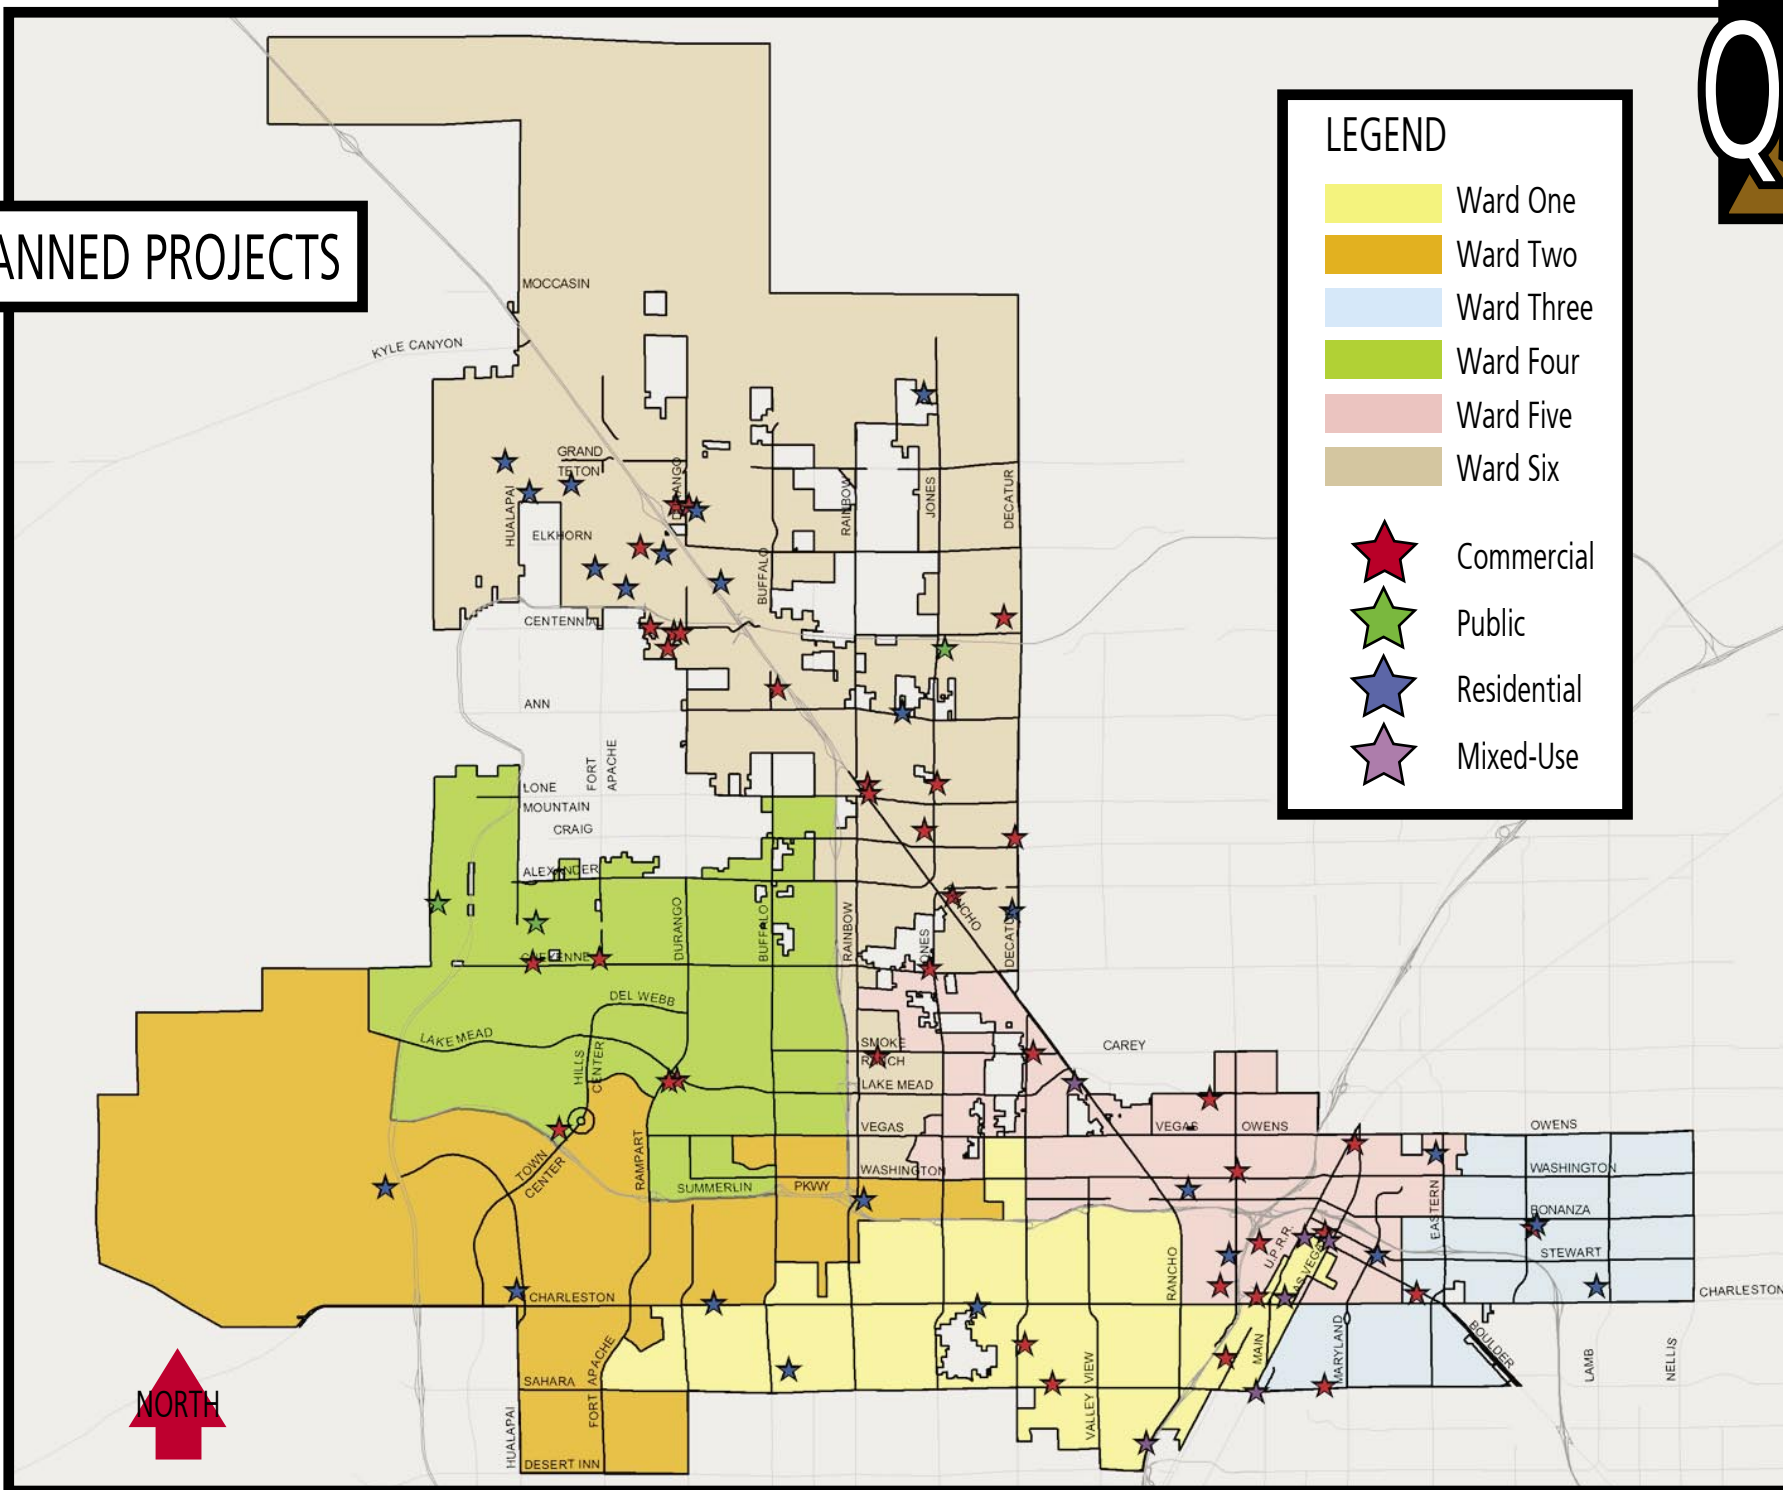 Q
ANNED PROJECTS
LEGEND
Ward One
Ward Two
Ward Three
Ward Four
Ward Five
Ward Six
Commercial
Public
Residential
Mixed-Use
MOCCASIN
KYLE CANYON
GRAND
TETON
HUALAPAI
ELKHORN
BUFFALO
RAINBOW
JONES
DECATUR
CENTENNIAL
ANN
FORT
APACHE
LONE
MOUNTAIN
CRAIG
ALEXANDER
DURANGO
BUFFALO
RAINBOW
CHEYENNE
DEL WEBB
LAKE MEAD
HILLS
CENTER
SMOKE
RANCH
CAREY
LAKE MEAD
VEGAS
VEGAS
OWENS
OWENS
WASHINGTON
WASHINGTON
TOWN
CENTER
RAMPART
SUMMERLIN
PKWY
EASTERN
BONANZA
STEWART
U.P.R.R.
RANCHO
CHARLESTON
CHARLESTON
MAIN
MARYLAND
BOULDER
LAMB
NELLIS
VALLEY VIEW
SAHARA
FORT APACHE
HUALAPAI
DESERT INN
NORTH